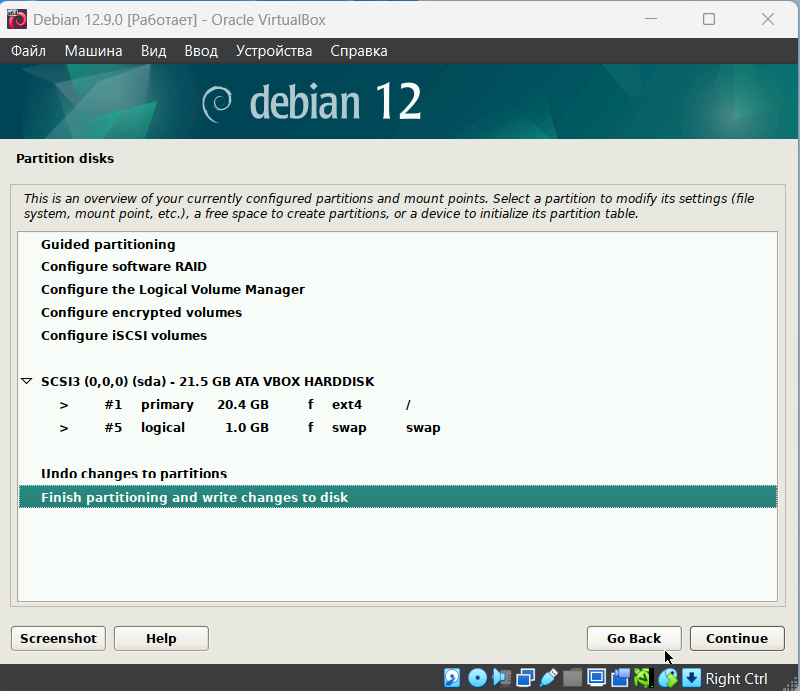 Debian 12.9.0 [Работает] - Oracle VirtualBox
Файл Машина Вид Ввод Устройства Справка
debian 12
Partition disks
This is an overview of your currently configured partitions and mount points. Select a partition to modify its settings (file
system, mount point, etc.), a free space to create partitions, or a device to initialize its partition table.
Guided partitioning
Configure software RAID
Configure the Logical Volume Manager
Configure encrypted volumes
Configure iSCSI volumes
SCSI3 (0,0,0) (sda) - 21.5 GB ATA VBOX HARDDISK
> #1 primary 20.4 GB f ext4 /
> #5 logical 1.0 GB f swap swap
Undo changes to partitions
Finish partitioning and write changes to disk
Screenshot Help Go Back Continue
Right Ctrl